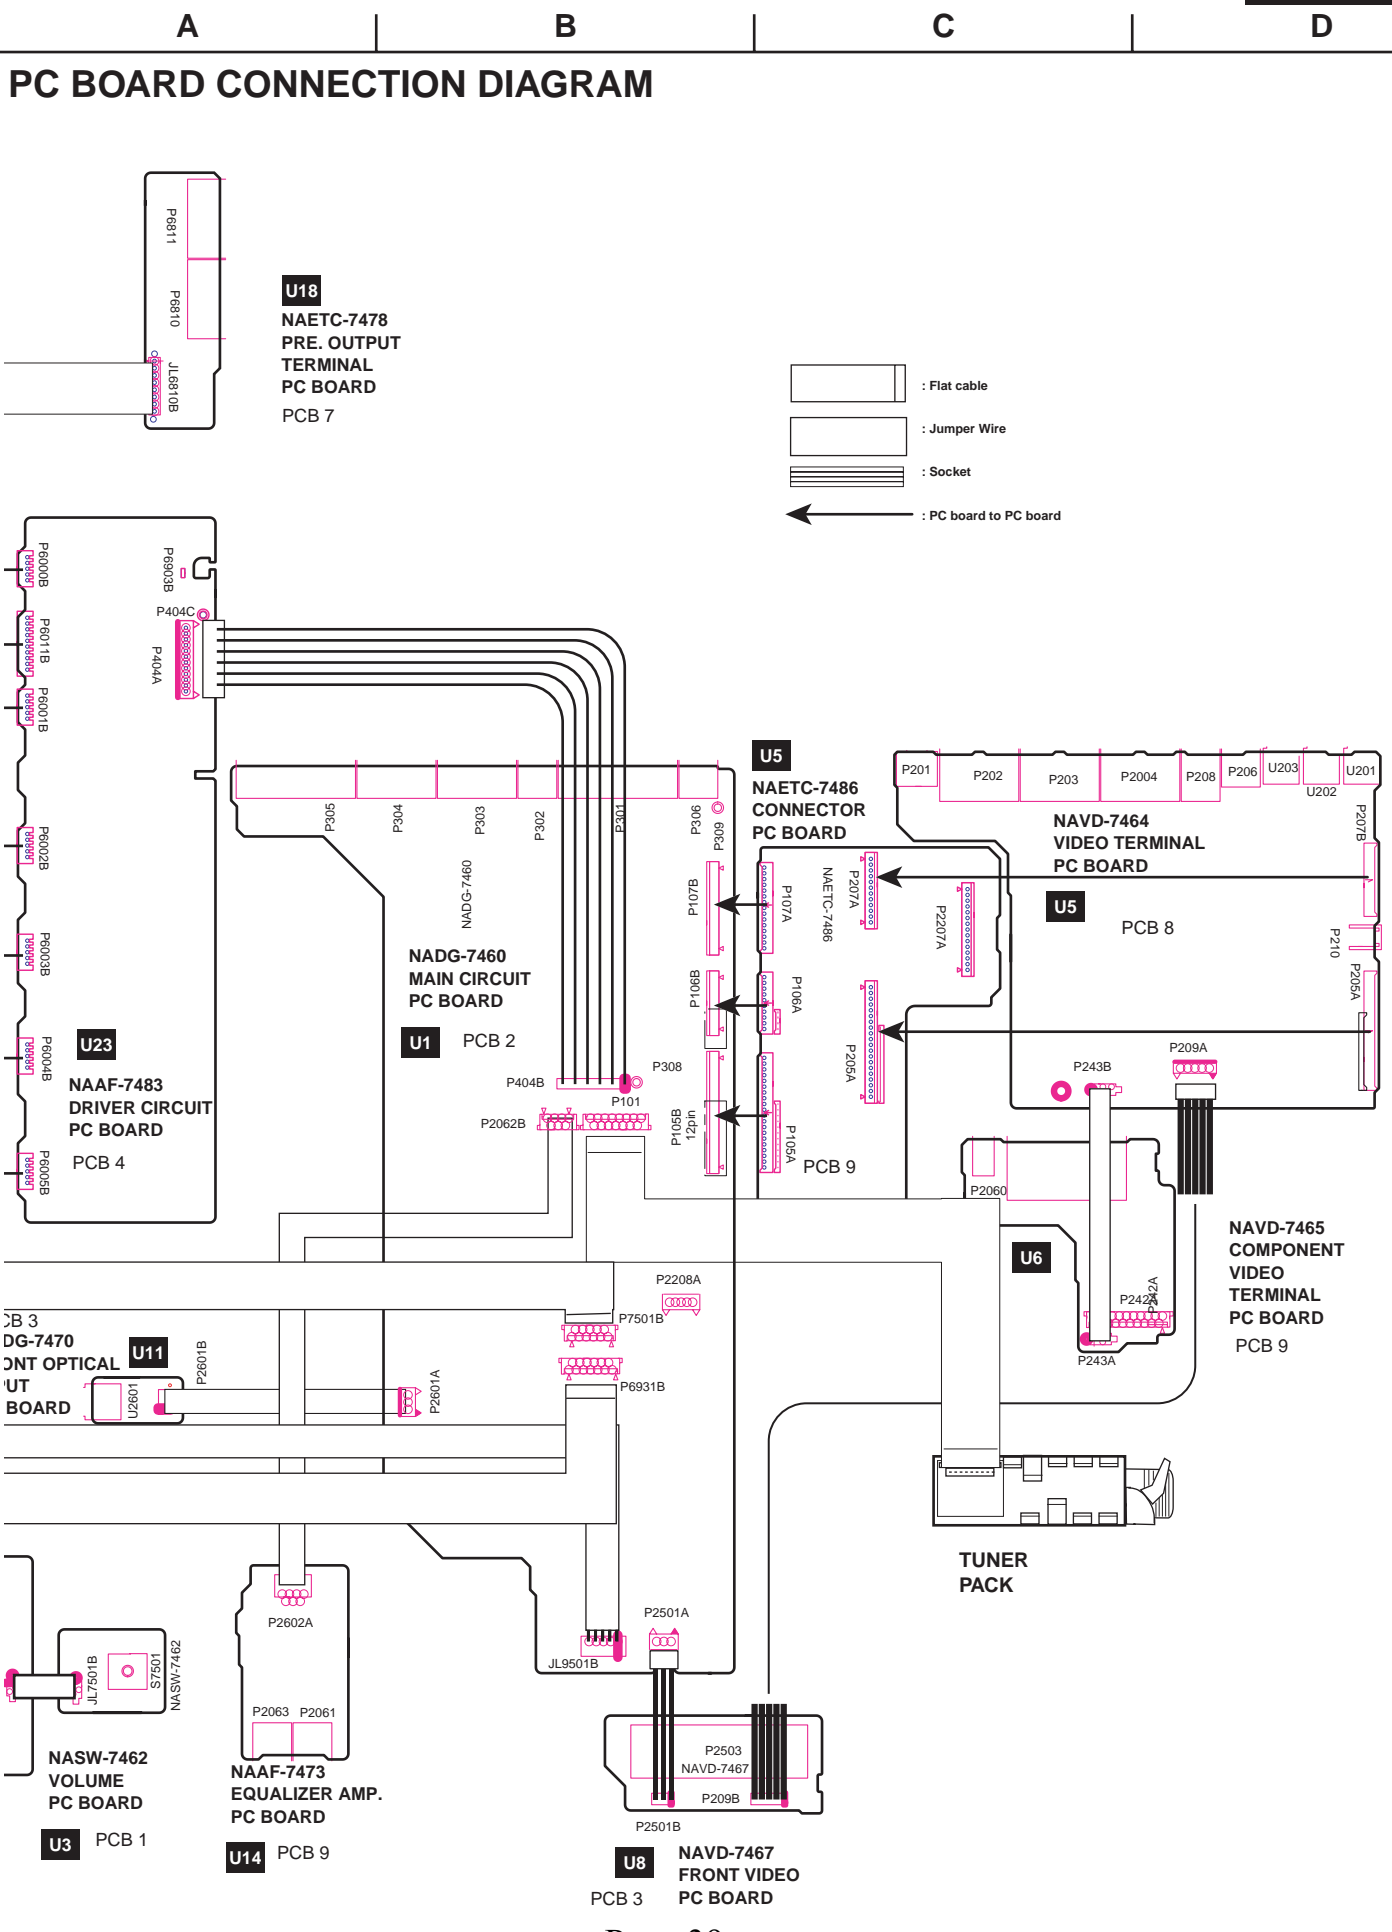 A
B
C
D
PC BOARD CONNECTION DIAGRAM
P6811
P6810
JL6810B
U18
NAETC-7478
PRE. OUTPUT
TERMINAL
PC BOARD
PCB 7
: Flat cable
: Jumper Wire
: Socket
: PC board to PC board
P6000B
P6903B
P404C
P6011B
P404A
P6001B
P6002B
P6003B
P6004B
P6005B
U23
NAAF-7483
DRIVER CIRCUIT
PC BOARD
PCB 4
P305
P304
P303
P302
P301
P306
P309
NADG-7460
NADG-7460
MAIN CIRCUIT
PC BOARD
U1
PCB 2
P107B
P106B
P105B
12pin
P404B
P308
P101
P2062B
U5
NAETC-7486
CONNECTOR
PC BOARD
P107A
NAETC-7486
P207A
P2207A
P106A
P205A
P105A
PCB 9
P201
P202
P203
P2004
P208
P206
U203
U202
U201
NAVD-7464
VIDEO TERMINAL
PC BOARD
U5
PCB 8
P207B
P210
P205A
P243B
P209A
P2060
U6
P242A
P242A
P243A
NAVD-7465
COMPONENT
VIDEO
TERMINAL
PC BOARD
PCB 9
P2208A
P7501B
P6931B
CB 3
DG-7470
ONT OPTICAL
PUT
BOARD
U11
P2601B
U2601
P2601A
TUNER
PACK
P2602A
P2063
P2061
NAAF-7473
EQUALIZER AMP.
PC BOARD
U14
PCB 9
JL7501B
S7501
NASW-7462
NASW-7462
VOLUME
PC BOARD
U3
PCB 1
JL9501B
P2501A
P2503
NAVD-7467
P209B
P2501B
U8
PCB 3
NAVD-7467
FRONT VIDEO
PC BOARD